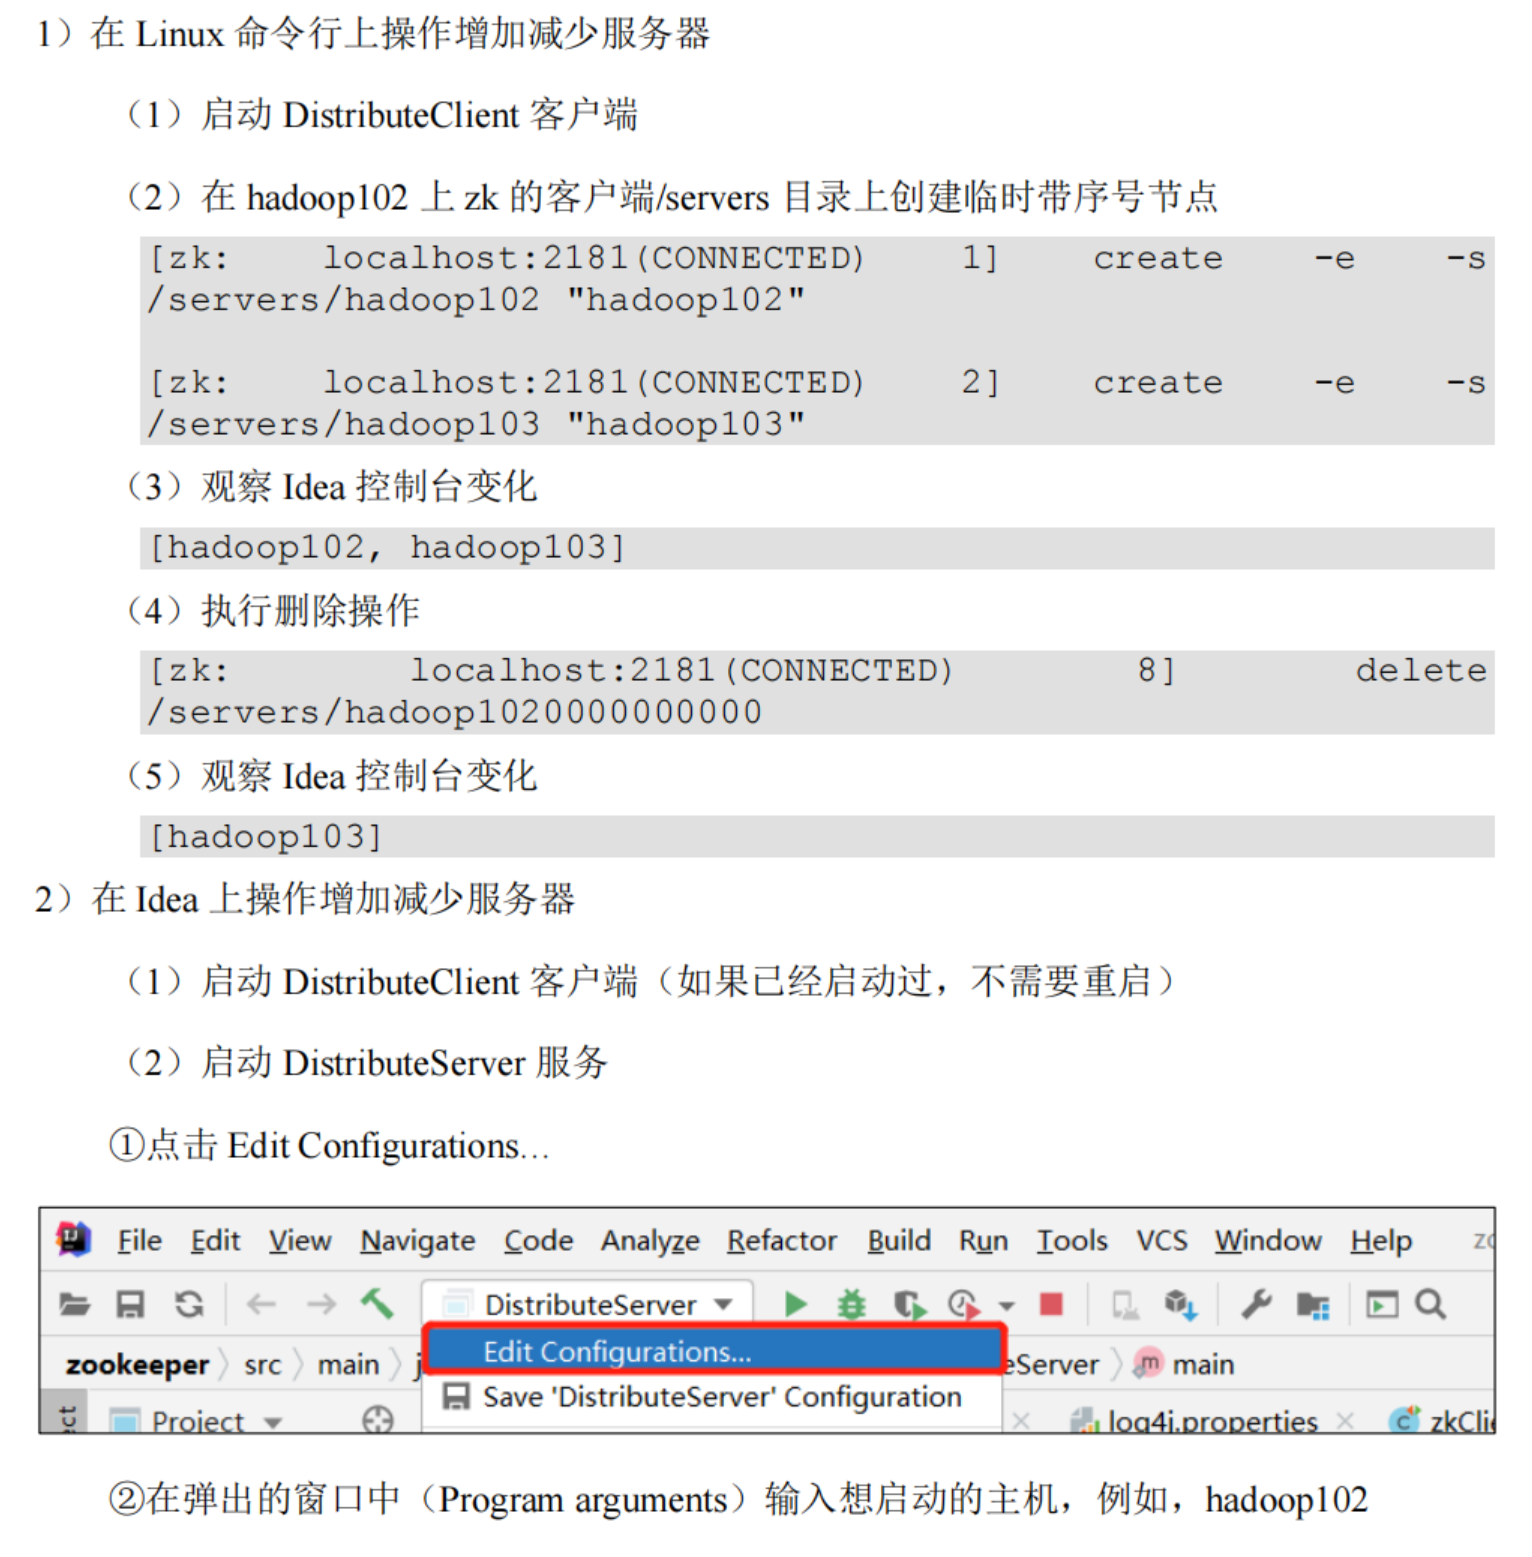 1）在 Linux 命令行上操作增加减少服务器
（1）启动 DistributeClient 客户端
（2）在 hadoop102 上 zk 的客户端/servers 目录上创建临时带序号节点
[zk: localhost:2181(CONNECTED) 1] create -e -s
/servers/hadoop102 "hadoop102"
[zk: localhost:2181(CONNECTED) 2] create -e -s
/servers/hadoop103 "hadoop103"
（3）观察 Idea 控制台变化
[hadoop102, hadoop103]
（4）执行删除操作
[zk: localhost:2181(CONNECTED) 8] delete
/servers/hadoop1020000000000
（5）观察 Idea 控制台变化
[hadoop103]
2）在 Idea 上操作增加减少服务器
（1）启动 DistributeClient 客户端（如果已经启动过，不需要重启）
（2）启动 DistributeServer 服务
①点击 Edit Configurations…
File Edit View Navigate Code Analyze Refactor Build Run Tools VCS Window Help
DistributeServer
Edit Configurations...
zookeeper src main eServer m main
Save 'DistributeServer' Configuration
Project log4j.properties zkCli
②在弹出的窗口中（Program arguments）输入想启动的主机，例如，hadoop102